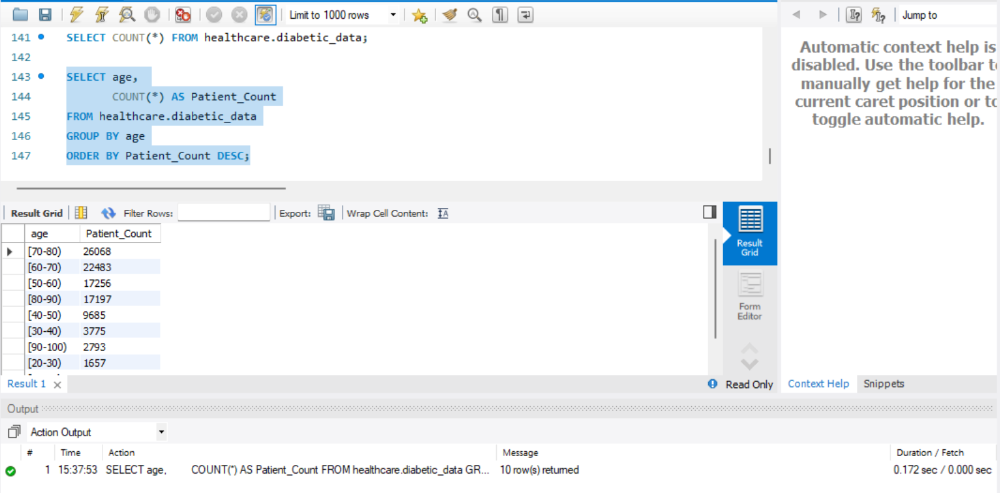 Limit to 1000 rows
Jump to
141 SELECT COUNT(*) FROM healthcare.diabetic_data;
142
143 SELECT age,
144 COUNT(*) AS Patient_Count
145 FROM healthcare.diabetic_data
146 GROUP BY age
147 ORDER BY Patient_Count DESC;
Automatic context help is
disabled. Use the toolbar to
manually get help for the
current caret position or to
toggle automatic help.
Result Grid Filter Rows: Export: Wrap Cell Content:
age Patient_Count
[70-80) 26068
[60-70) 22483
[50-60) 17256
[80-90) 17197
[40-50) 9685
[30-40) 3775
[90-100) 2793
[20-30) 1657
Result
Grid
Form
Editor
Result 1 Read Only
Context Help Snippets
Output
Action Output
# Time Action Message Duration / Fetch
1 15:37:53 SELECT age, COUNT(*) AS Patient_Count FROM healthcare.diabetic_data GR... 10 row(s) returned 0.172 sec / 0.000 sec